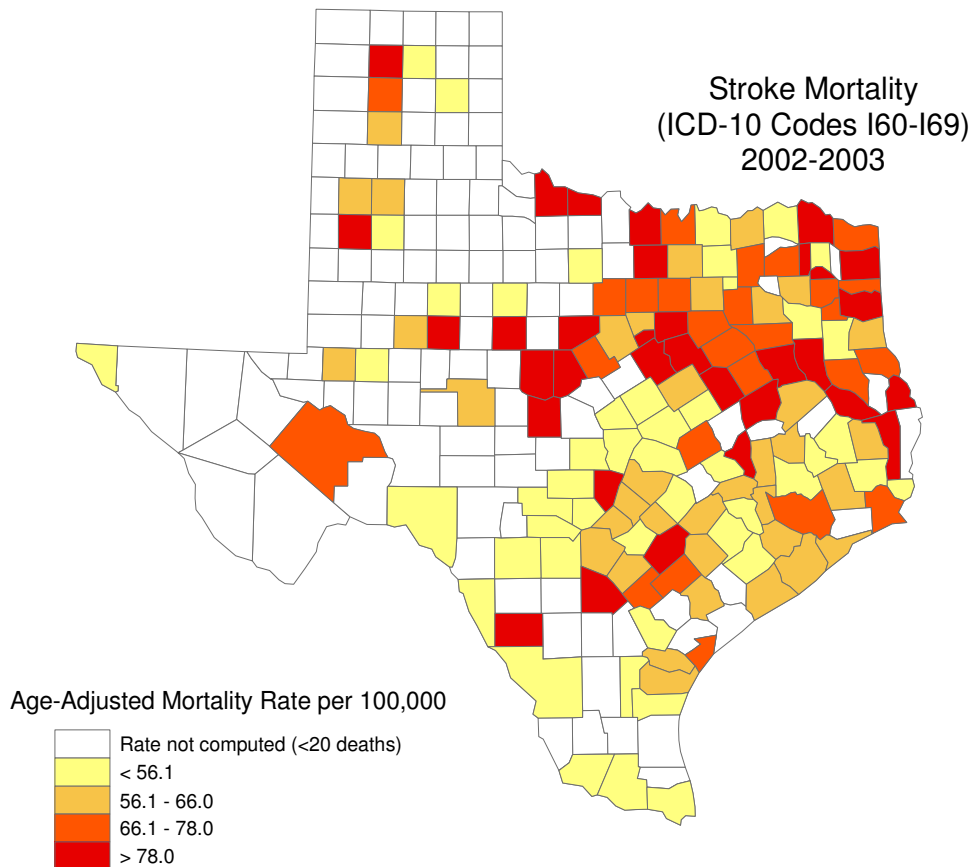 Stroke Mortality
(ICD-10 Codes I60-I69)
2002-2003
Age-Adjusted Mortality Rate per 100,000
Rate not computed (<20 deaths)
< 56.1
56.1 - 66.0
66.1 - 78.0
> 78.0